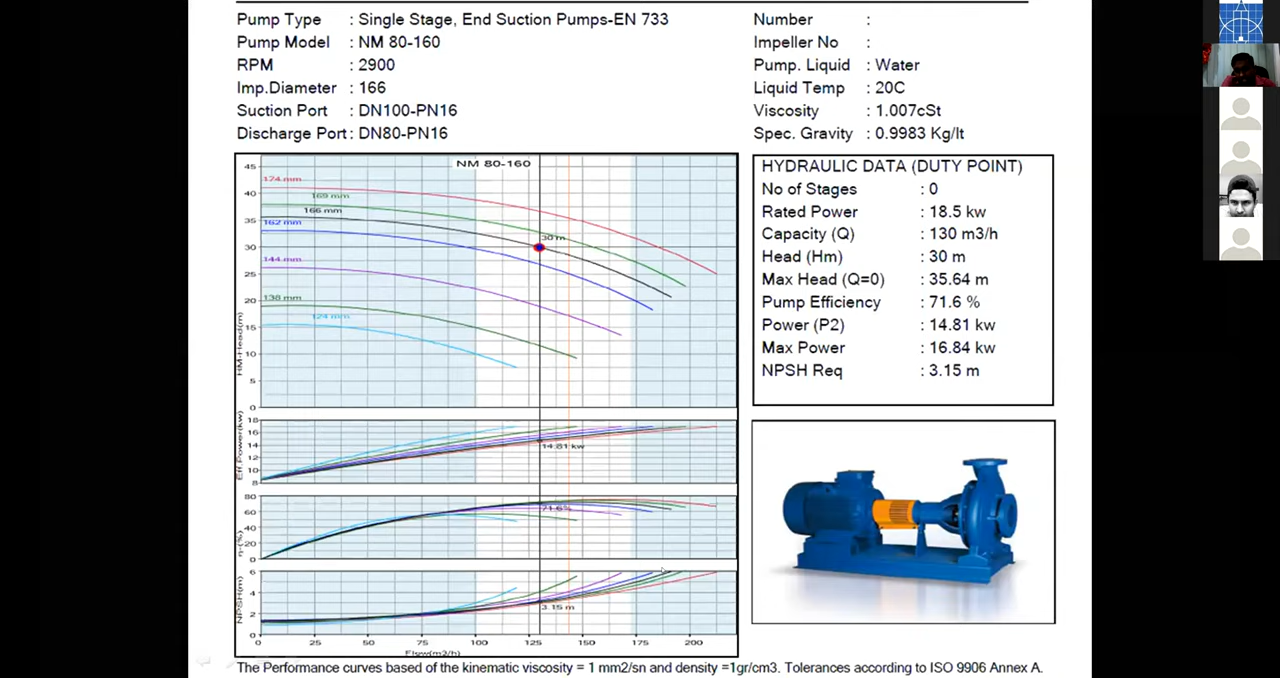 Pump Type : Single Stage, End Suction Pumps-EN 733
Pump Model : NM 80-160
RPM : 2900
Imp.Diameter : 166
Suction Port : DN100-PN16
Discharge Port : DN80-PN16
Number :
Impeller No :
Pump. Liquid : Water
Liquid Temp : 20C
Viscosity : 1.007cSt
Spec. Gravity : 0.9983 Kg/lt
NM 80-160
45
40
35
30
25
20
15
10
5
0
HM-Head(m)
174 mm
169 mm
166 mm
162 mm
144 mm
138 mm
124 mm
30 m
18
16
14
12
10
8
Eff.Power(kw)
14.81 kw
80
60
40
20
0
η-(%)
71.6%
6
4
2
0
NPSH(m)
3.15 m
0 25 50 75 100 125 150 175 200
Flow(m2/h)
HYDRAULIC DATA (DUTY POINT)
No of Stages : 0
Rated Power : 18.5 kw
Capacity (Q) : 130 m3/h
Head (Hm) : 30 m
Max Head (Q=0) : 35.64 m
Pump Efficiency : 71.6 %
Power (P2) : 14.81 kw
Max Power : 16.84 kw
NPSH Req : 3.15 m
The Performance curves based of the kinematic viscosity = 1 mm2/sn and density =1gr/cm3. Tolerances according to ISO 9906 Annex A.